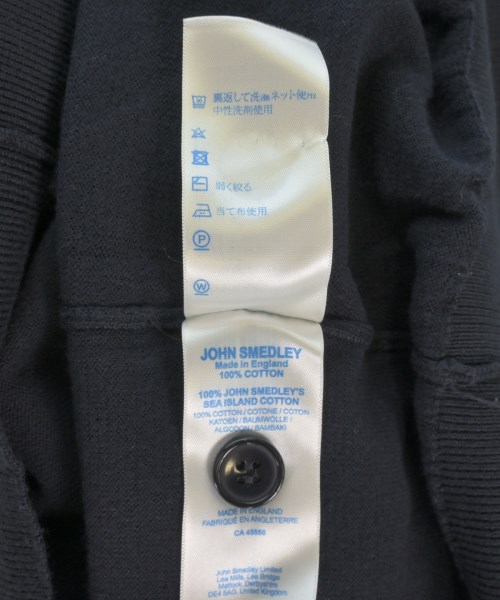 裏返して洗濯ネット使用
中性洗剤使用
弱く絞る
当て布使用
P
W
JOHN SMEDLEY
Made in England
100% COTTON
100% JOHN SMEDLEY'S
SEA ISLAND COTTON
100% COTTON / COTONE / COTON
KATOEN / BAUMWOLLE /
ALGODON / BAMBAKI
MADE IN ENGLAND
FABRIQUÉ EN ANGLETERRE
CA
John Smedley Limited
Lea Mills, Lea Bridge
Matlock, Derbyshire
DE4 5AG, United Kingdom